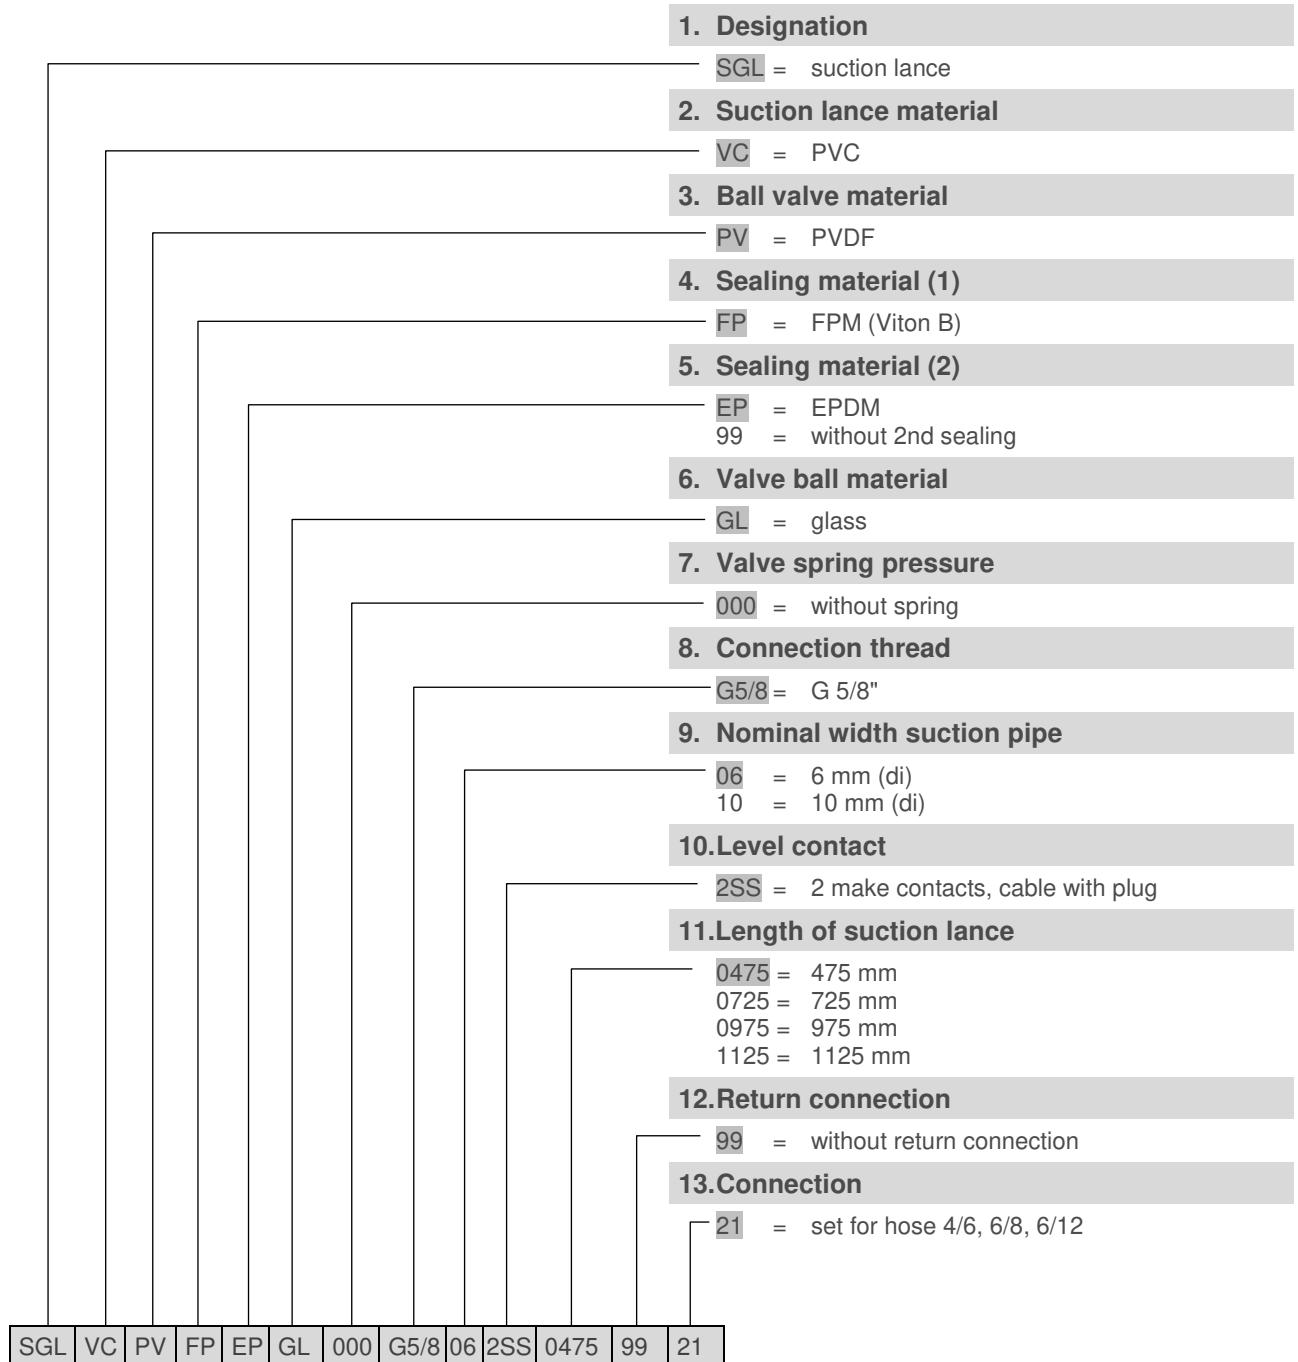 1. Designation
SGL = suction lance
2. Suction lance material
VC = PVC
3. Ball valve material
PV = PVDF
4. Sealing material (1)
FP = FPM (Viton B)
5. Sealing material (2)
EP = EPDM
99 = without 2nd sealing
6. Valve ball material
GL = glass
7. Valve spring pressure
000 = without spring
8. Connection thread
G5/8 = G 5/8"
9. Nominal width suction pipe
06 = 6 mm (di)
10 = 10 mm (di)
10.Level contact
2SS = 2 make contacts, cable with plug
11.Length of suction lance
0475 = 475 mm
0725 = 725 mm
0975 = 975 mm
1125 = 1125 mm
12.Return connection
99 = without return connection
13.Connection
21 = set for hose 4/6, 6/8, 6/12
SGL VC PV FP EP GL 000 G5/8 06 2SS 0475 99 21